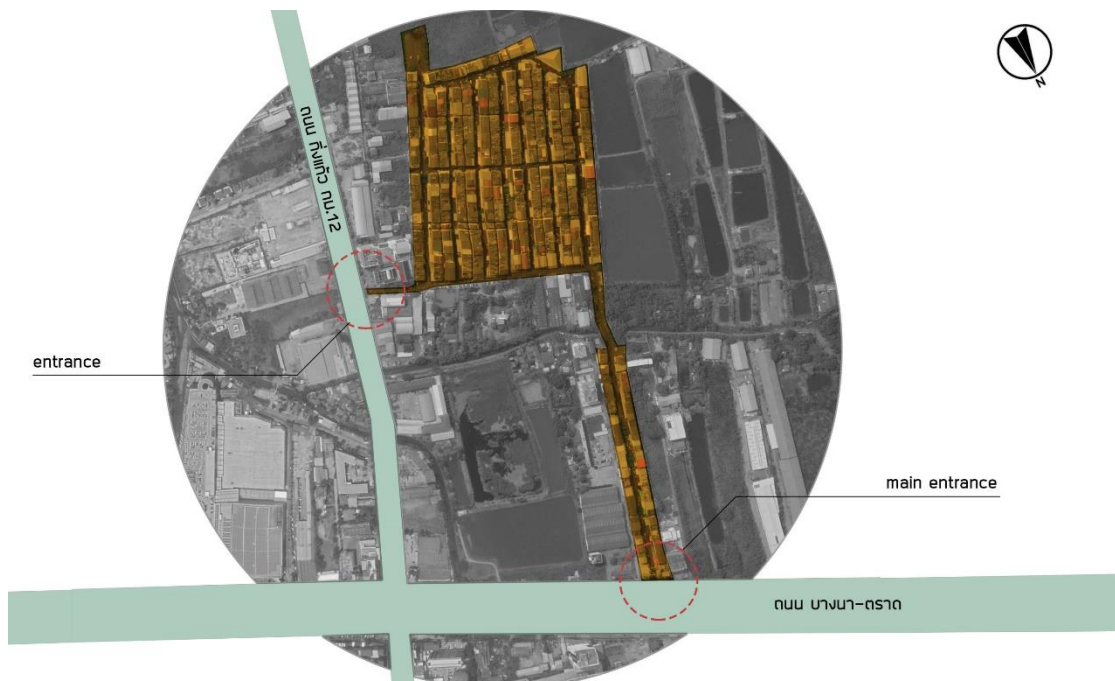 N
ถนน กิ่งแก้ว กม.12
entrance
main entrance
ถนน บางนา-ตราด